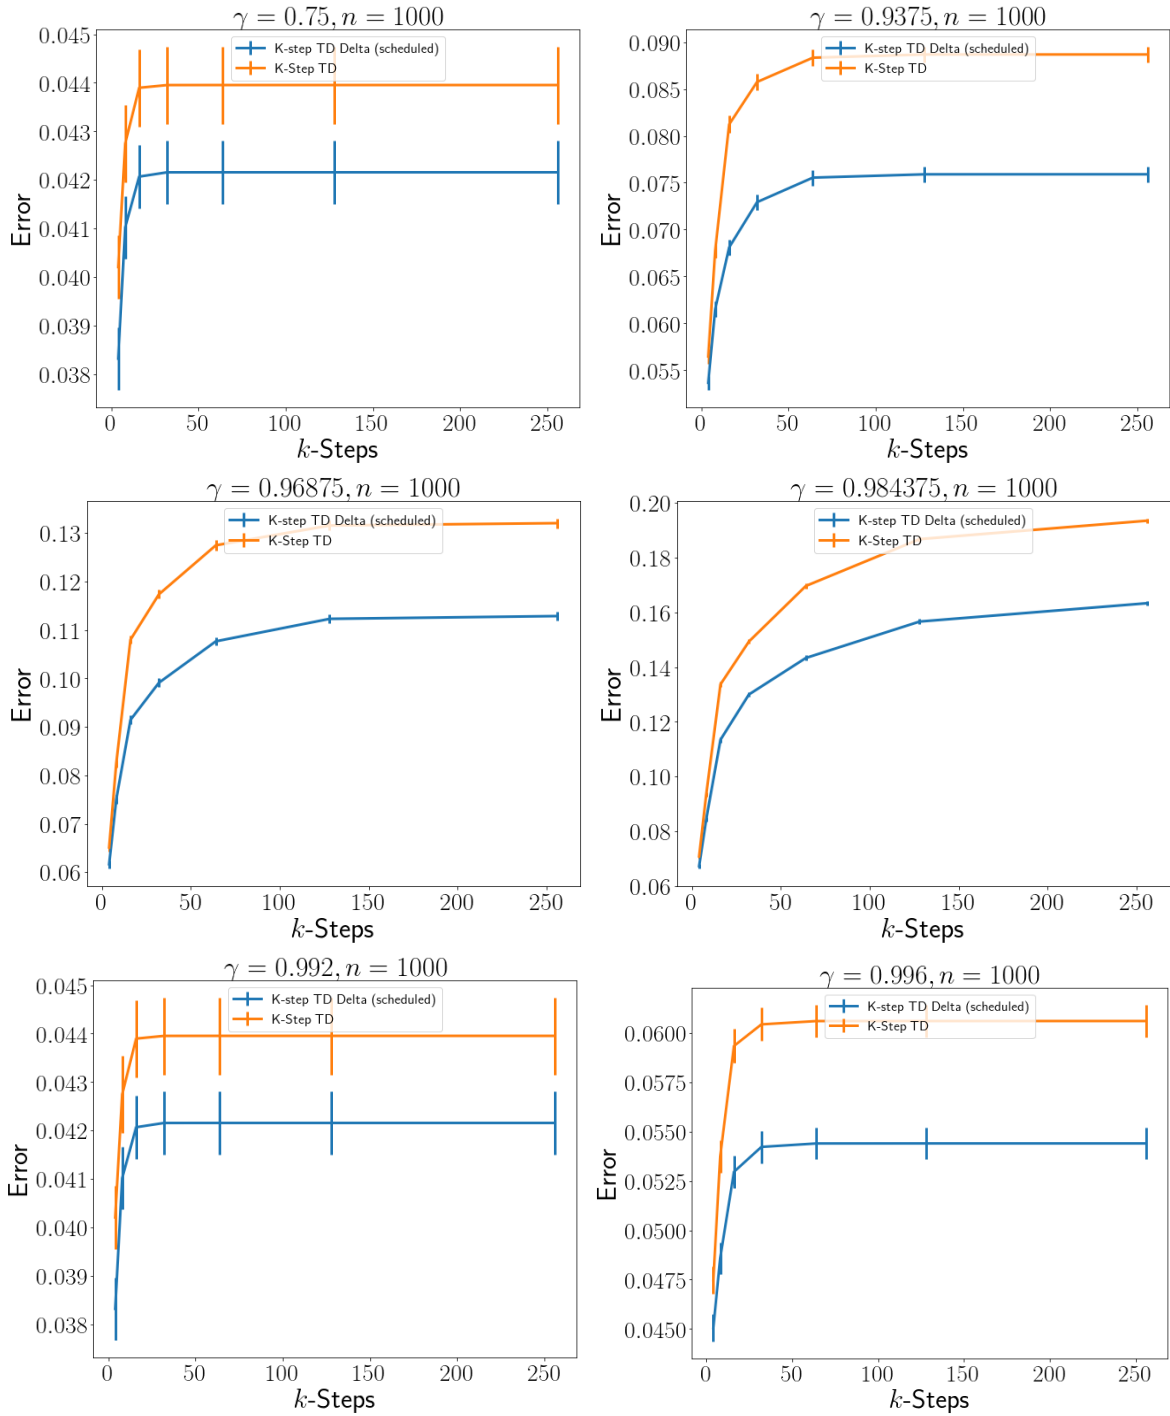 γ = 0.75, n = 1000
K-step TD Delta (scheduled)
K-Step TD
Error
0.045
0.044
0.043
0.042
0.041
0.040
0.039
0.038
0 50 100 150 200 250
k-Steps
γ = 0.9375, n = 1000
K-step TD Delta (scheduled)
K-Step TD
Error
0.090
0.085
0.080
0.075
0.070
0.065
0.060
0.055
0 50 100 150 200 250
k-Steps
γ = 0.96875, n = 1000
K-step TD Delta (scheduled)
K-Step TD
Error
0.13
0.12
0.11
0.10
0.09
0.08
0.07
0.06
0 50 100 150 200 250
k-Steps
γ = 0.984375, n = 1000
K-step TD Delta (scheduled)
K-Step TD
Error
0.20
0.18
0.16
0.14
0.12
0.10
0.08
0.06
0 50 100 150 200 250
k-Steps
γ = 0.992, n = 1000
K-step TD Delta (scheduled)
K-Step TD
Error
0.045
0.044
0.043
0.042
0.041
0.040
0.039
0.038
0 50 100 150 200 250
k-Steps
γ = 0.996, n = 1000
K-step TD Delta (scheduled)
K-Step TD
Error
0.0600
0.0575
0.0550
0.0525
0.0500
0.0475
0.0450
0 50 100 150 200 250
k-Steps